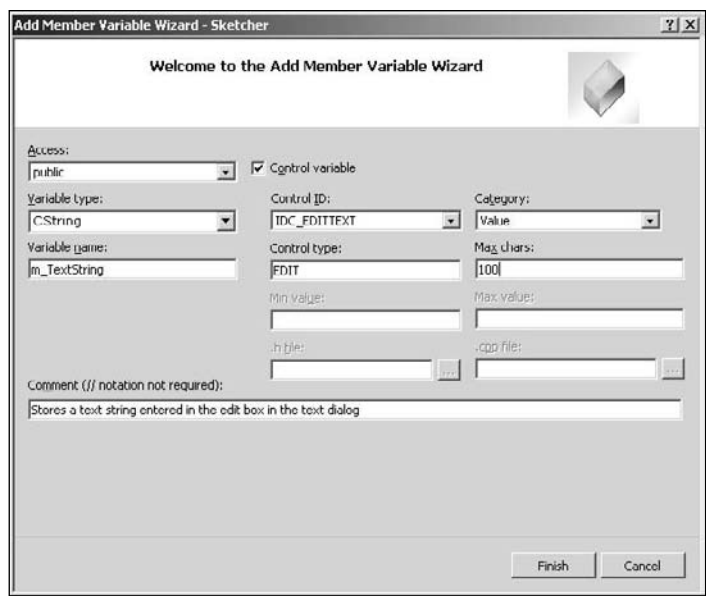 Add Member Variable Wizard - Sketcher
Welcome to the Add Member Variable Wizard
Access:
public
Control variable
Variable type:
CString
Control ID:
IDC_EDITTEXT
Category:
Value
Variable name:
m_TextString
Control type:
EDIT
Max chars:
100
Min value:
Max value:
.h file:
...
.cpp file:
...
Comment (// notation not required):
Stores a text string entered in the edit box in the text dialog
Finish
Cancel